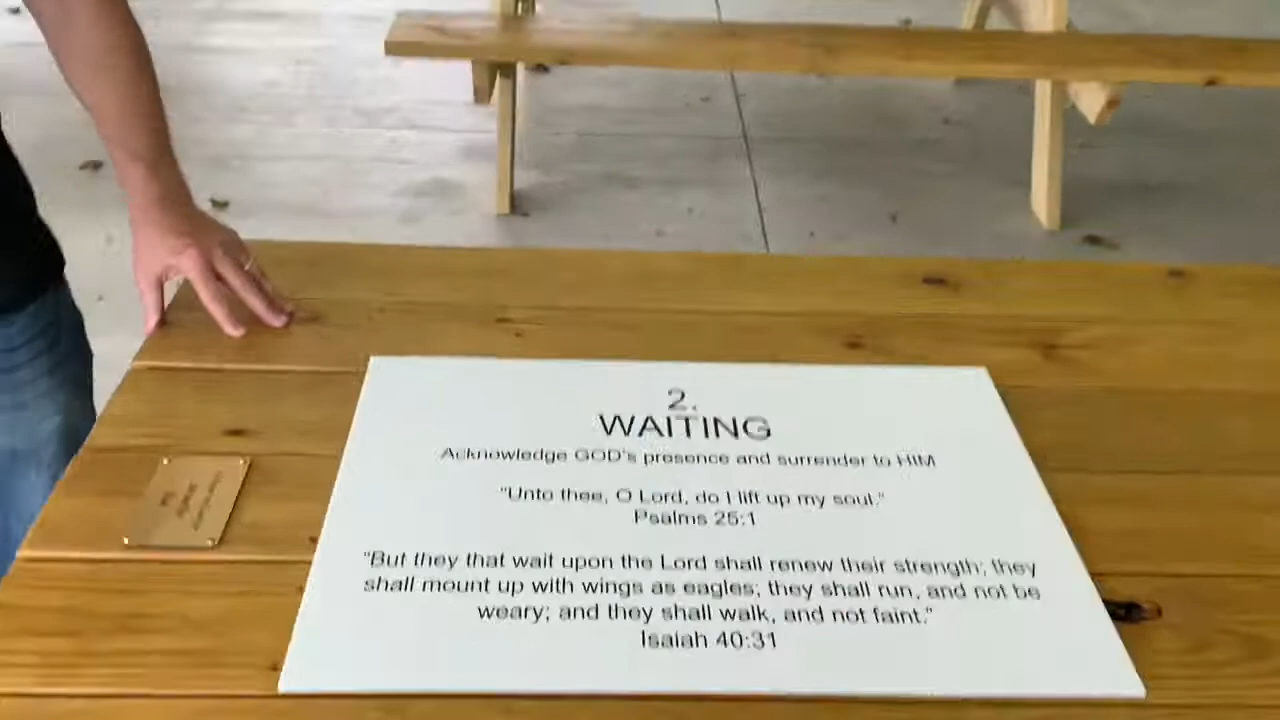 2.
WAITING
Acknowledge GOD's presence and surrender to HIM
"Unto thee, O Lord, do I lift up my soul."
Psalms 25:1
"But they that wait upon the Lord shall renew their strength; they
shall mount up with wings as eagles; they shall run, and not be
weary; and they shall walk, and not faint."
Isaiah 40:31